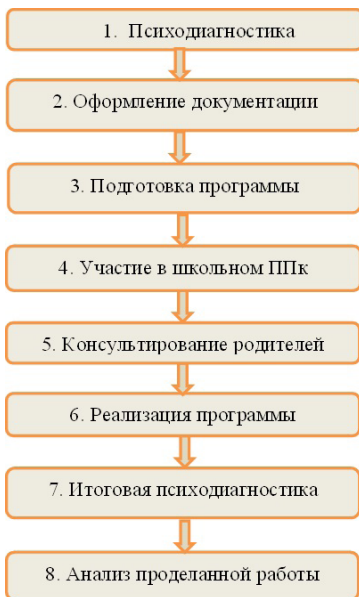 1. Психодиагностика
2. Оформление документации
3. Подготовка программы
4. Участие в школьном ППк
5. Консультирование родителей
6. Реализация программы
7. Итоговая психодиагностика
8. Анализ проделанной работы